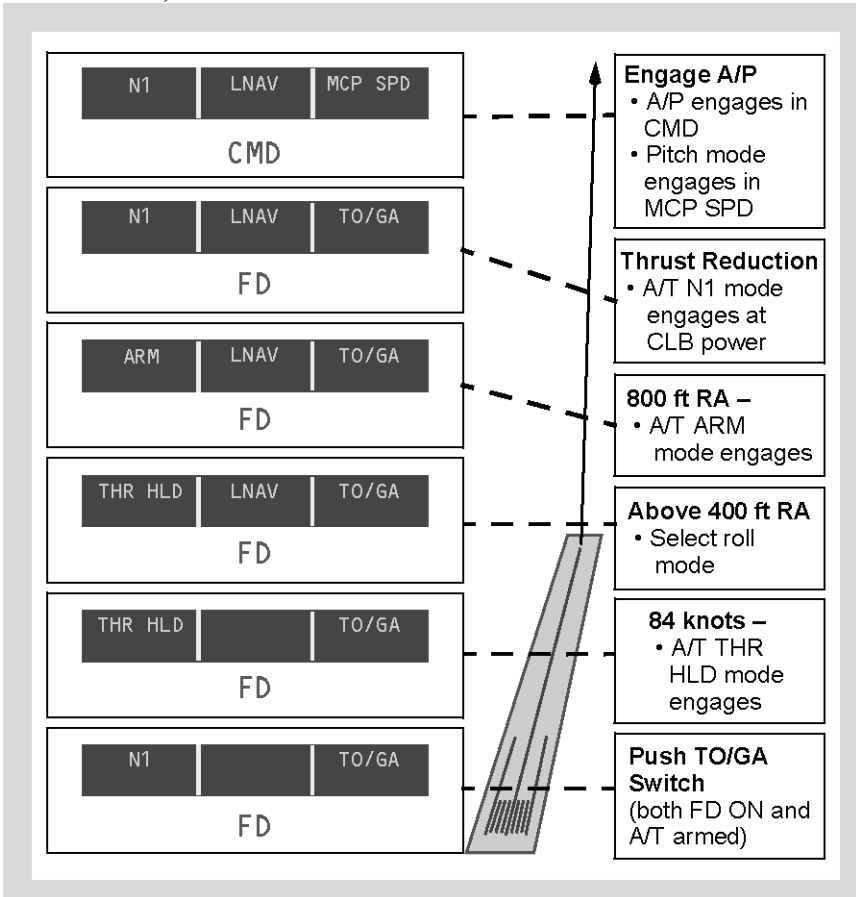 N1 LNAV MCP SPD
CMD
Engage A/P
• A/P engages in
CMD
• Pitch mode
engages in
MCP SPD
N1 LNAV TO/GA
FD
Thrust Reduction
• A/T N1 mode
engages at
CLB power
ARM LNAV TO/GA
FD
800 ft RA –
• A/T ARM
mode engages
THR HLD LNAV TO/GA
FD
Above 400 ft RA
• Select roll
mode
THR HLD TO/GA
FD
84 knots –
• A/T THR
HLD mode
engages
N1 TO/GA
FD
Push TO/GA
Switch
(both FD ON and
A/T armed)